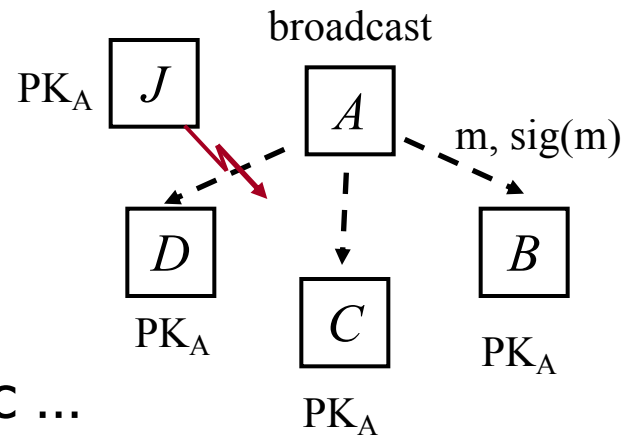 broadcast
PK_A
J
A
m, sig(m)
D
B
C
PK_A
PK_A
PK_A
c ...